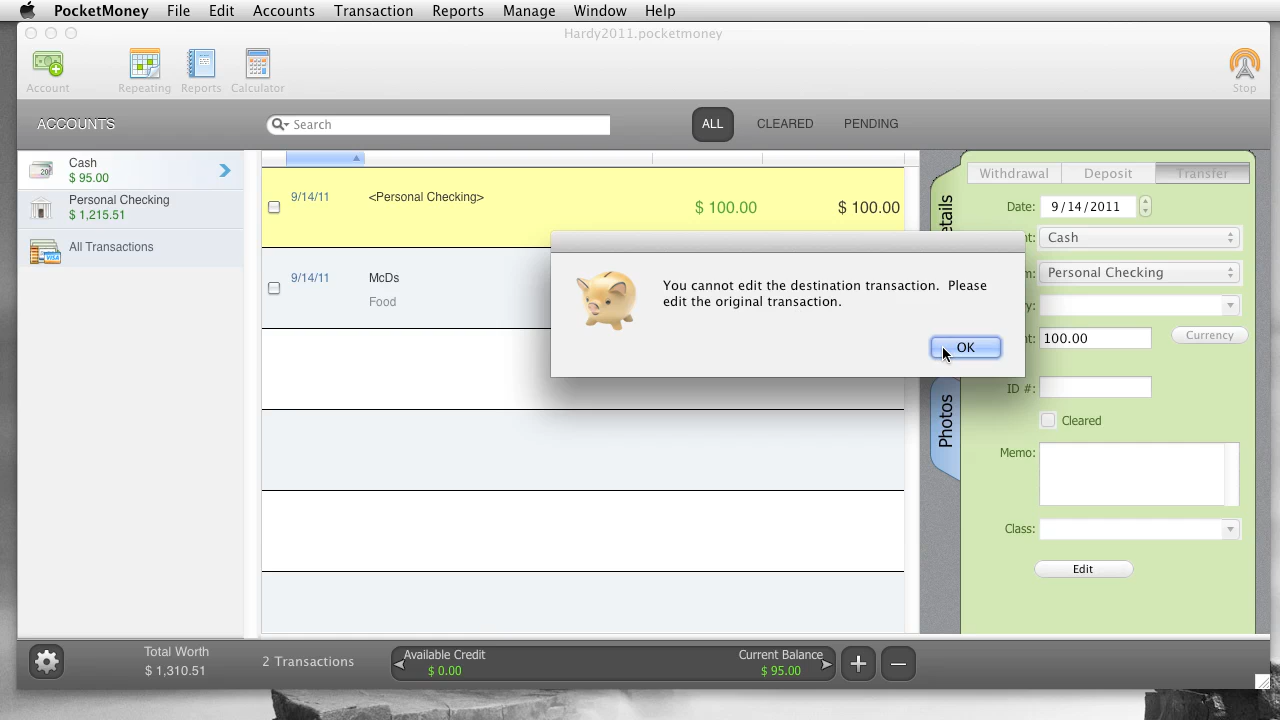 PocketMoney File Edit Accounts Transaction Reports Manage Window Help
Hardy2011.pocketmoney
Account Repeating Reports Calculator Stop
ACCOUNTS Search ALL CLEARED PENDING
Cash
$ 95.00
Personal Checking
$ 1,215.51
All Transactions
9/14/11 <Personal Checking> $ 100.00 $ 100.00
9/14/11 McDs
Food
You cannot edit the destination transaction. Please
edit the original transaction.
OK
Withdrawal Deposit Transfer
Date: 9/14/2011
Cash
Personal Checking
100.00 Currency
ID #:
Cleared
Memo:
Class:
Edit
Photos
Total Worth
$ 1,310.51
2 Transactions
Available Credit
$ 0.00
Current Balance
$ 95.00